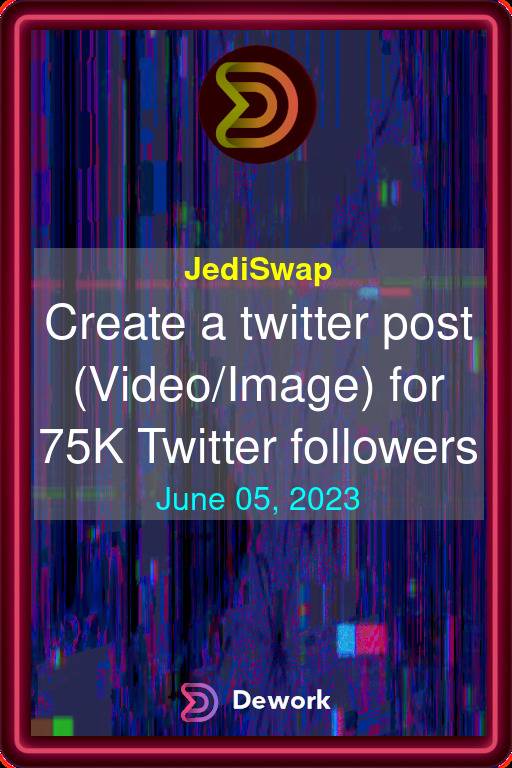 JediSwap
Create a twitter post
(Video/Image) for
75K Twitter followers
June 05, 2023
Dework